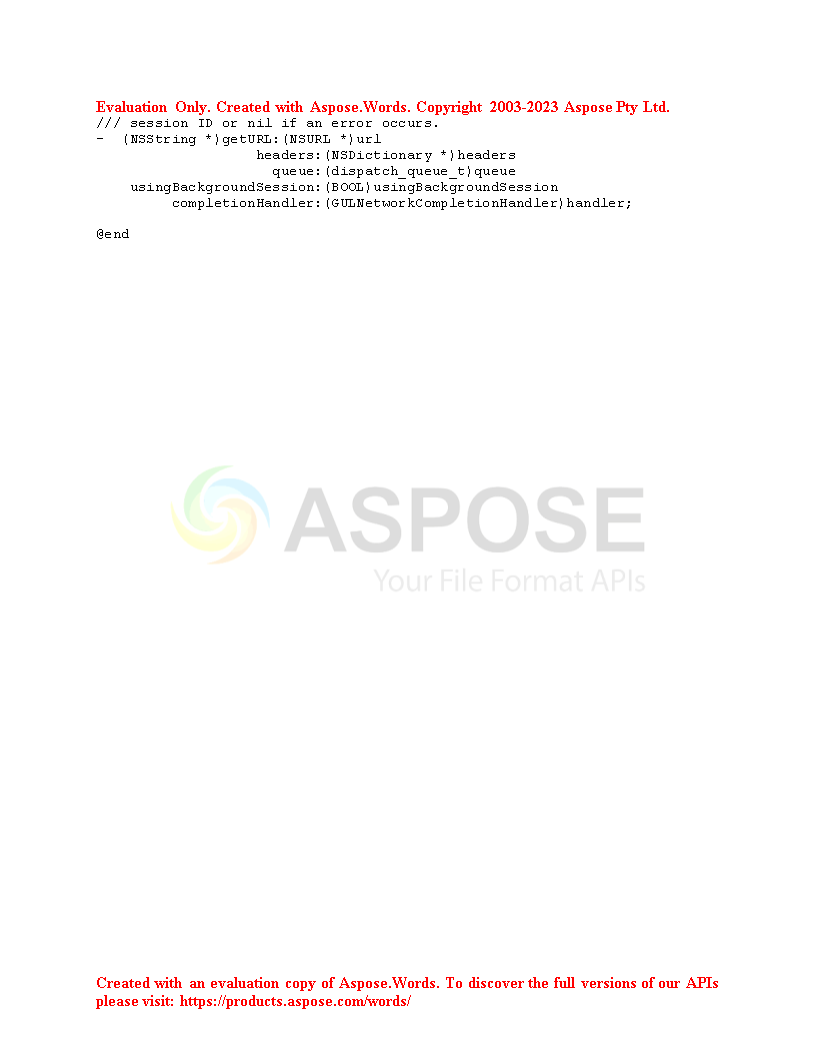 Evaluation Only. Created with Aspose.Words. Copyright 2003-2023 Aspose Pty Ltd.
/// session ID or nil if an error occurs.
- (NSString *)getURL:(NSURL *)url
headers:(NSDictionary *)headers
queue:(dispatch_queue_t)queue
usingBackgroundSession:(BOOL)usingBackgroundSession
completionHandler:(GULNetworkCompletionHandler)handler;
@end
ASPOSE
Your File Format APIs
Created with an evaluation copy of Aspose.Words. To discover the full versions of our APIs
please visit: https://products.aspose.com/words/